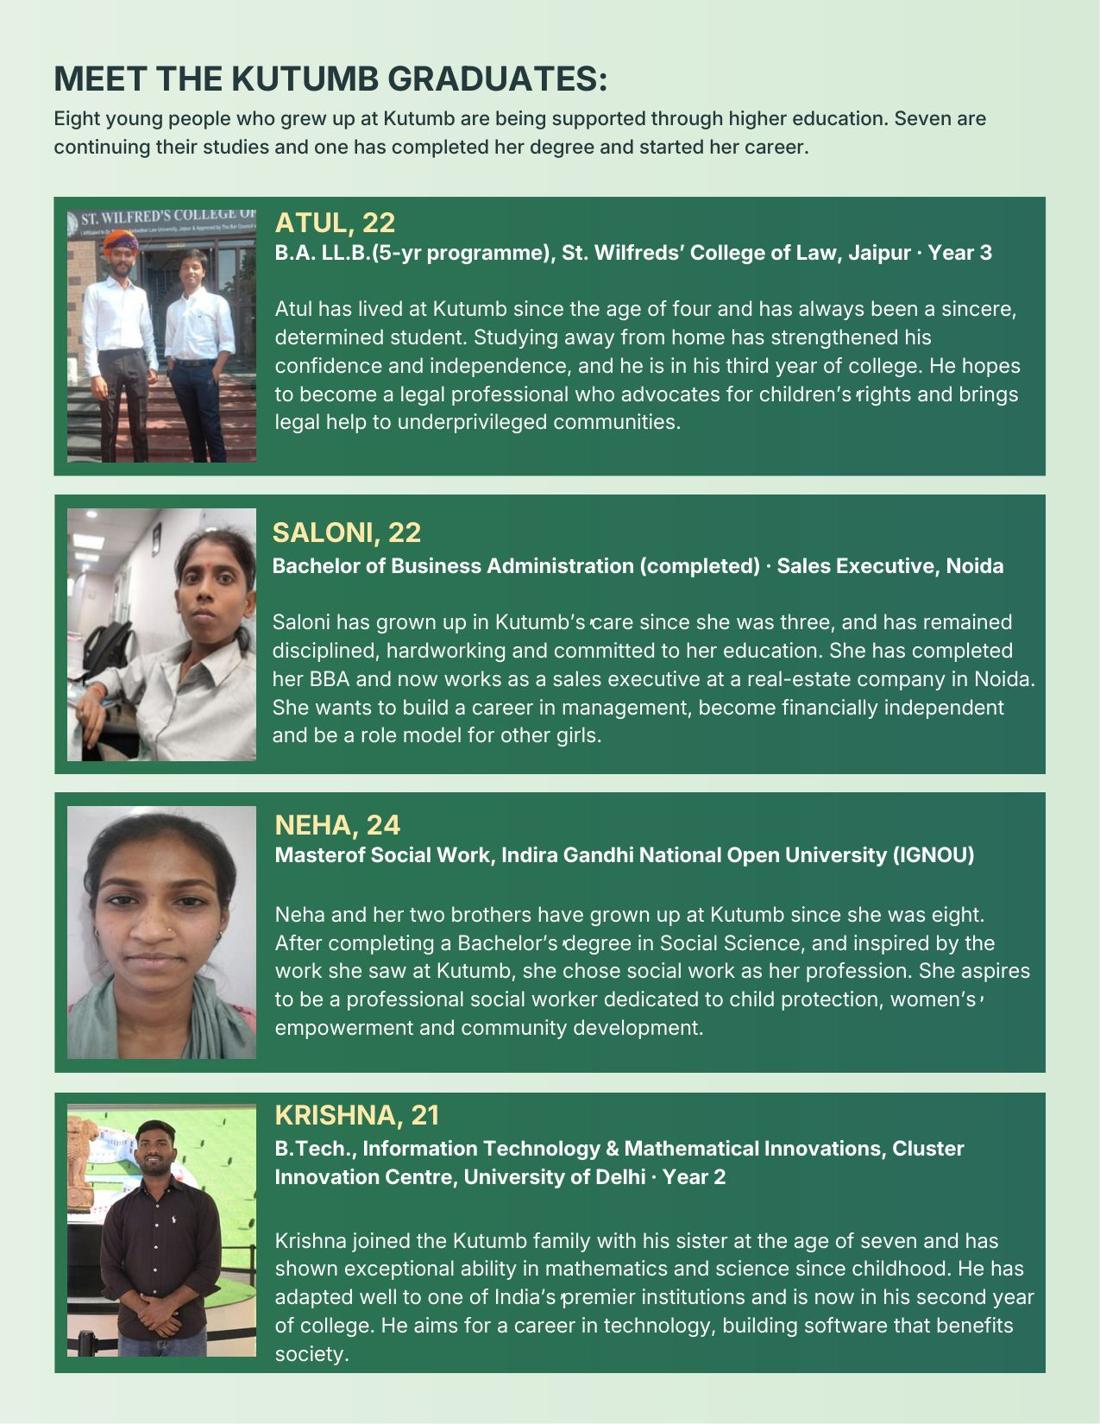 MEET THE KUTUMB GRADUATES:
Eight young people who grew up at Kutumb are being supported through higher education. Seven are
continuing their studies and one has completed her degree and started her career.
ST. WILFRED'S COLLEGE OF
ATUL, 22
B.A. LL.B.(5-yr programme), St. Wilfreds’ College of Law, Jaipur · Year 3
Atul has lived at Kutumb since the age of four and has always been a sincere,
determined student. Studying away from home has strengthened his
confidence and independence, and he is in his third year of college. He hopes
to become a legal professional who advocates for children’s ’rights and brings
legal help to underprivileged communities.
SALONI, 22
Bachelor of Business Administration (completed) · Sales Executive, Noida
Saloni has grown up in Kutumb’s ’care since she was three, and has remained
disciplined, hardworking and committed to her education. She has completed
her BBA and now works as a sales executive at a real-estate company in Noida.
She wants to build a career in management, become financially independent
and be a role model for other girls.
NEHA, 24
Masterof Social Work, Indira Gandhi National Open University (IGNOU)
Neha and her two brothers have grown up at Kutumb since she was eight.
After completing a Bachelor’s ’degree in Social Science, and inspired by the
work she saw at Kutumb, she chose social work as her profession. She aspires
to be a professional social worker dedicated to child protection, women’s ’
empowerment and community development.
KRISHNA, 21
B.Tech., Information Technology & Mathematical Innovations, Cluster
Innovation Centre, University of Delhi · Year 2
Krishna joined the Kutumb family with his sister at the age of seven and has
shown exceptional ability in mathematics and science since childhood. He has
adapted well to one of India’s ’premier institutions and is now in his second year
of college. He aims for a career in technology, building software that benefits
society.